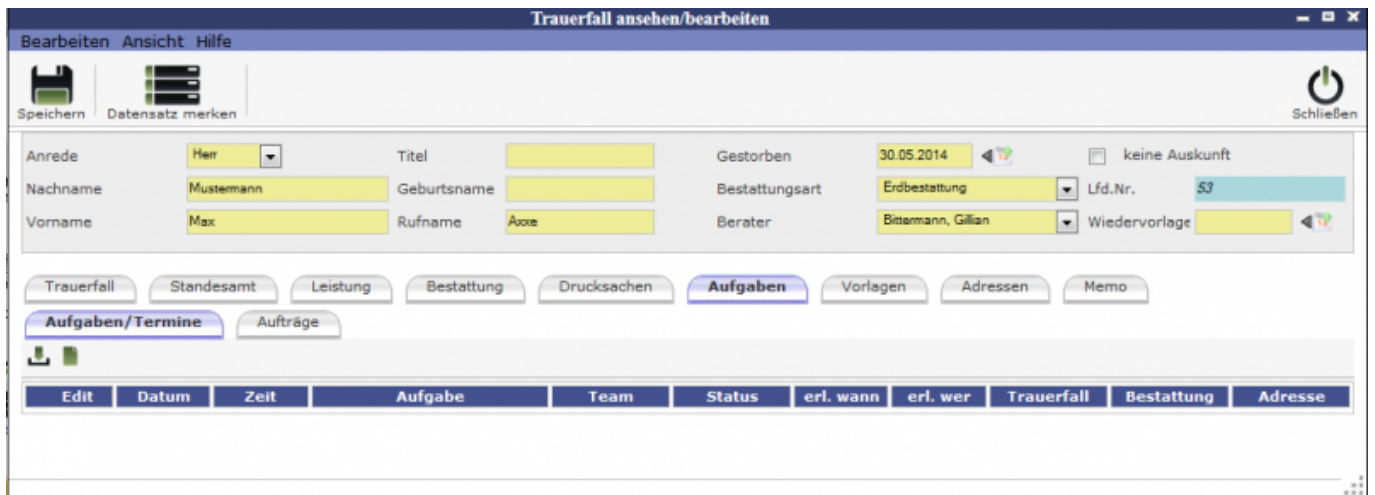 Trauerfall ansehen/bearbeiten
Bearbeiten Ansicht Hilfe
Speichern Datensatz merken Schließen
Anrede Herr Titel Gestorben 30.05.2014 keine Auskunft
Nachname Mustermann Geburtsname Bestattungsart Erdbestattung Lfd.Nr. 53
Vorname Max Rufname Axxe Berater Bittermann, Gillian Wiedervorlage
Trauerfall Standesamt Leistung Bestattung Drucksachen Aufgaben Vorlagen Adressen Memo
Aufgaben/Termine Aufträge
Edit Datum Zeit Aufgabe Team Status erl. wann erl. wer Trauerfall Bestattung Adresse